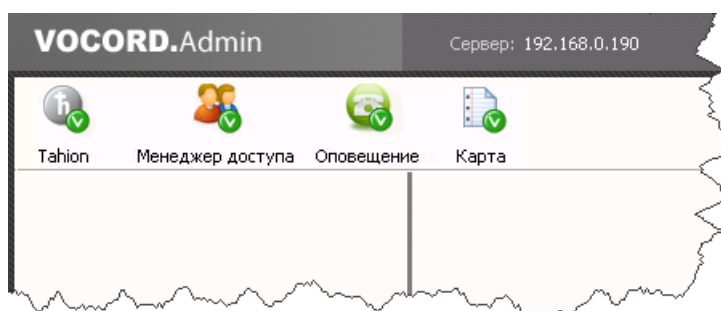 VOCORD.Admin Сервер: 192.168.0.190
Tahion Менеджер доступа Оповещение Карта